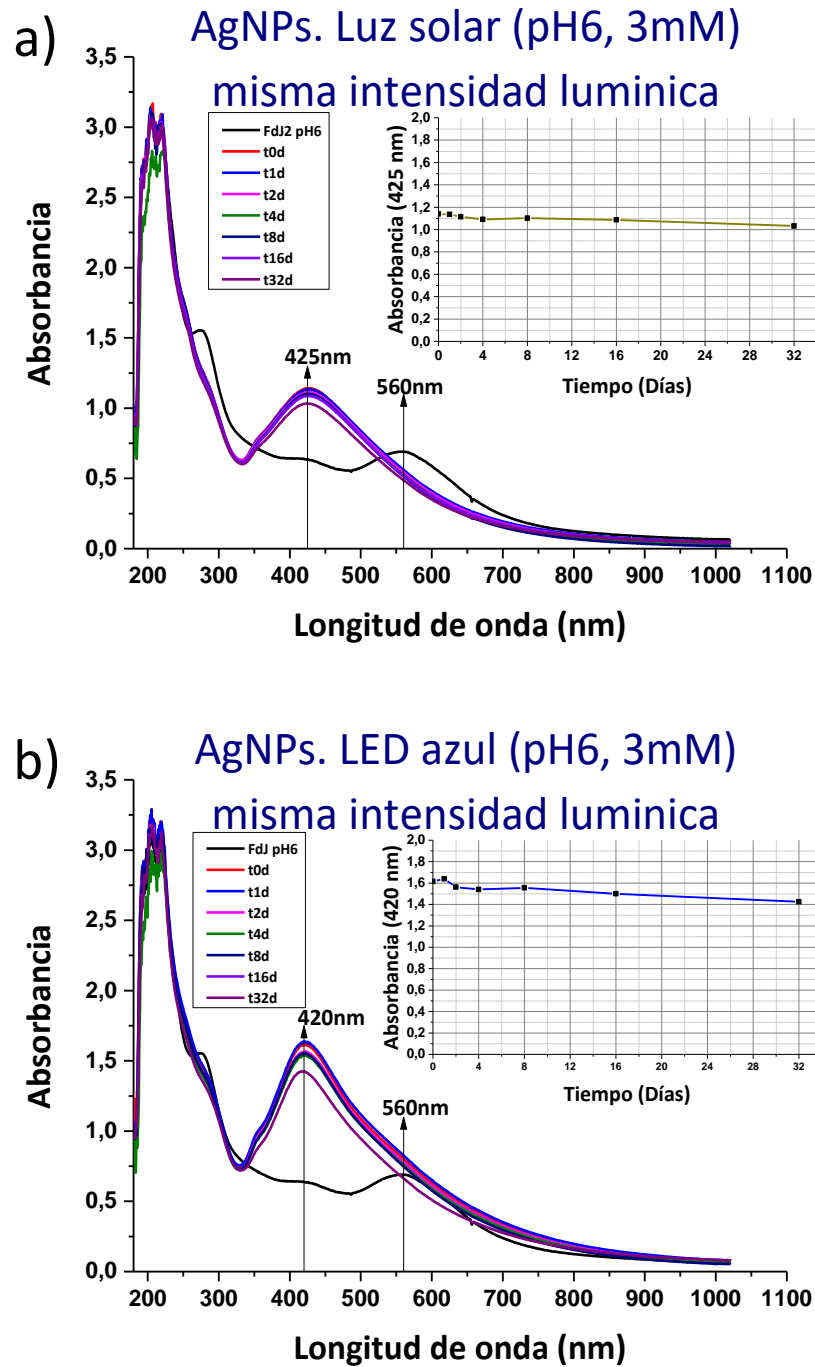 a)
AgNPs. Luz solar (pH6, 3mM)
misma intensidad luminica
3,5
3,0
2,5
2,0
1,5
1,0
0,5
0,0
Absorbancia
FdJ2 pH6
t0d
t1d
t2d
t4d
t8d
t16d
t32d
425nm
560nm
2,0
1,8
1,6
1,4
1,2
1,0
0,8
0,6
0,4
0,2
0,0
Absorbancia (425 nm)
0 4 8 12 16 20 24 28 32
Tiempo (Días)
200 300 400 500 600 700 800 900 1000 1100
Longitud de onda (nm)
b)
AgNPs. LED azul (pH6, 3mM)
misma intensidad luminica
3,5
3,0
2,5
2,0
1,5
1,0
0,5
0,0
Absorbancia
FdJ pH6
t0d
t1d
t2d
t4d
t8d
t16d
t32d
420nm
560nm
2,0
1,8
1,6
1,4
1,2
1,0
0,8
0,6
0,4
0,2
0,0
Absorbancia (420 nm)
0 4 8 12 16 20 24 28 32
Tiempo (Días)
200 300 400 500 600 700 800 900 1000 1100
Longitud de onda (nm)